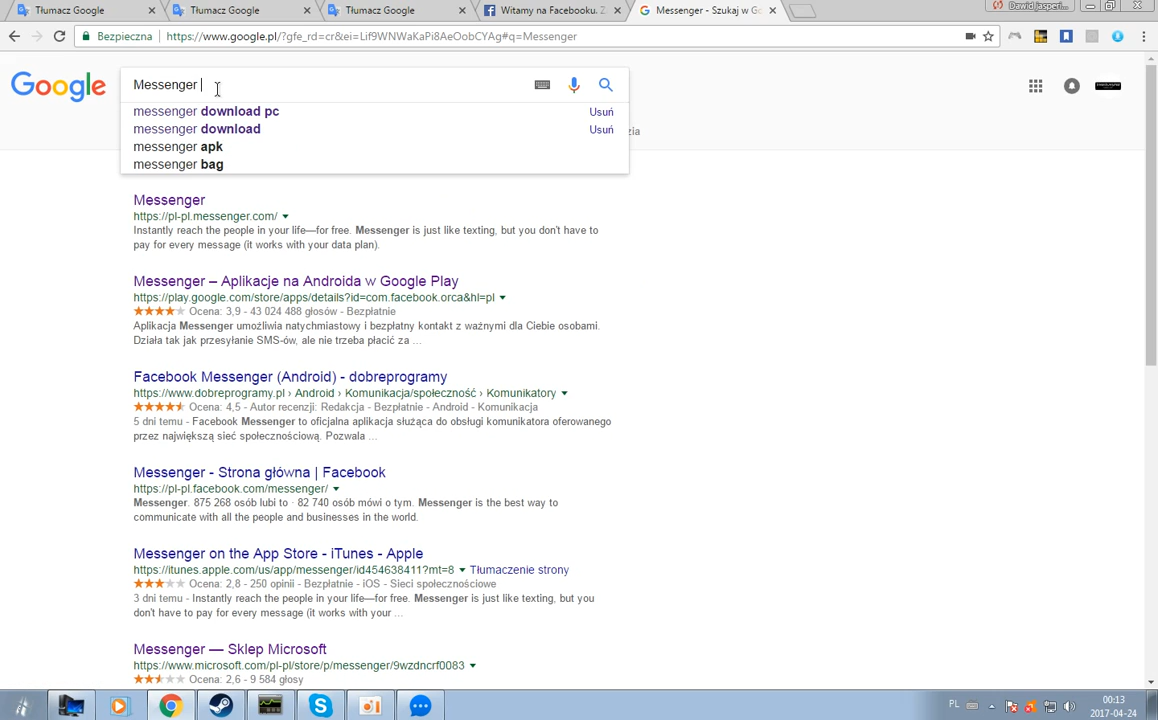 Tłumacz Google
Tłumacz Google
Tłumacz Google
Witamy na Facebooku. Z
Messenger - Szukaj w Go
Dawid jasperi...
Bezpieczna
https://www.google.pl/?gfe_rd=cr&ei=Lif9WNWaKaPi8AeOobCYAg#q=Messenger
Google
Messenger
messenger download pc
Usuń
messenger download
Usuń
messenger apk
messenger bag
Messenger
https://pl-pl.messenger.com/
Instantly reach the people in your life—for free. Messenger is just like texting, but you don't have to
pay for every message (it works with your data plan).
Messenger – Aplikacje na Androida w Google Play
https://play.google.com/store/apps/details?id=com.facebook.orca&hl=pl
Ocena: 3,9 - 43 024 488 głosów - Bezpłatnie
Aplikacja Messenger umożliwia natychmiastowy i bezpłatny kontakt z ważnymi dla Ciebie osobami.
Działa tak jak przesyłanie SMS-ów, ale nie trzeba płacić za ...
Facebook Messenger (Android) - dobreprogramy
https://www.dobreprogramy.pl › Android › Komunikacja/społeczność › Komunikatory
Ocena: 4,5 - Autor recenzji: Redakcja - Bezpłatnie - Android - Komunikacja
5 dni temu - Facebook Messenger to oficjalna aplikacja służąca do obsługi komunikatora oferowanego
przez największą sieć społecznościową. Pozwala ...
Messenger - Strona główna | Facebook
https://pl-pl.facebook.com/messenger/
Messenger. 875 268 osób lubi to · 82 740 osób mówi o tym. Messenger is the best way to
communicate with all the people and businesses in the world.
Messenger on the App Store - iTunes - Apple
https://itunes.apple.com/us/app/messenger/id454638411?mt=8 Tłumaczenie strony
Ocena: 2,8 - 250 opinii - Bezpłatnie - iOS - Sieci społecznościowe
3 dni temu - Instantly reach the people in your life—for free. Messenger is just like texting, but you
don't have to pay for every message (it works with your ...
Messenger — Sklep Microsoft
https://www.microsoft.com/pl-pl/store/p/messenger/9wzdncrf0083
Ocena: 2,6 - 9 584 głosy
PL
00:13
2017-04-24